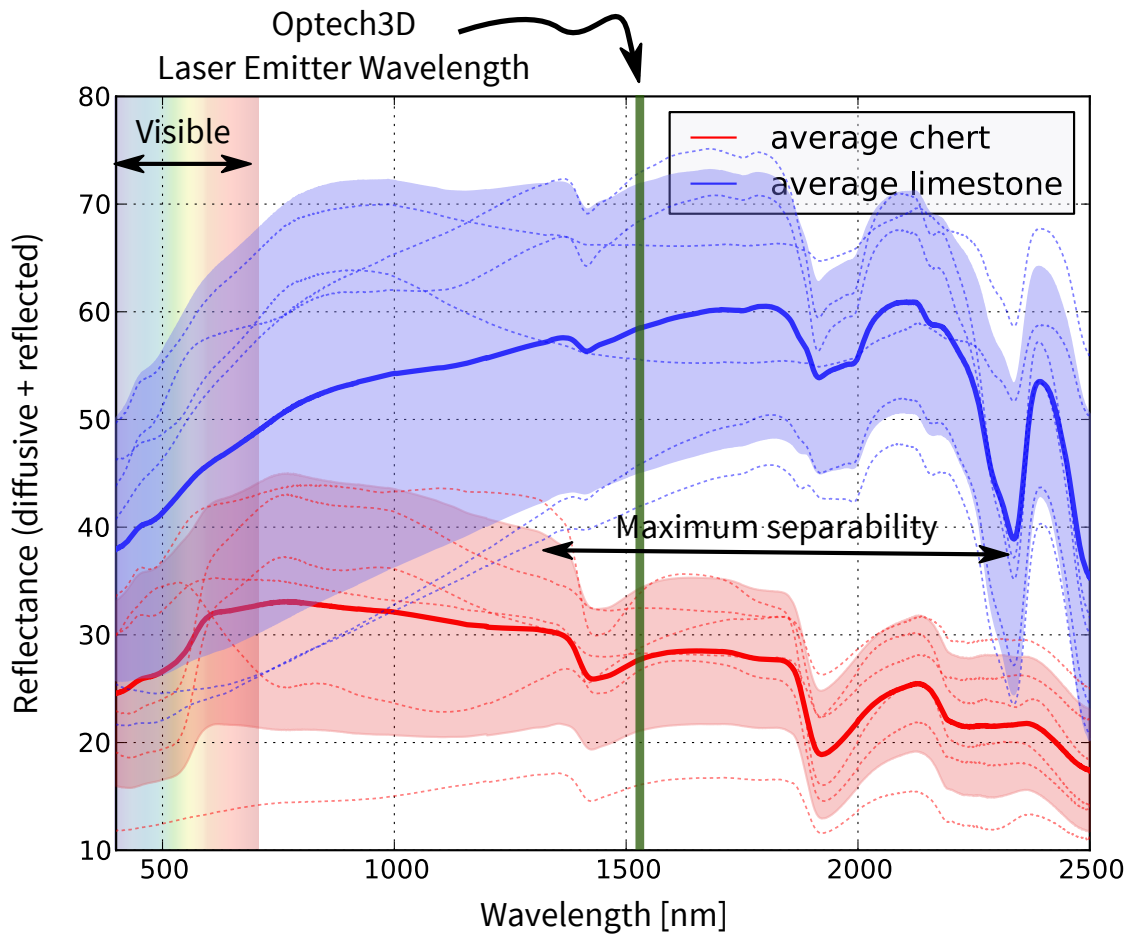 Optech3D
Laser Emitter Wavelength
80
70
60
50
40
30
20
10
Visible
average chert
average limestone
Maximum separability
Reflectance (diffusive + reflected)
500
1000
1500
2000
2500
Wavelength [nm]